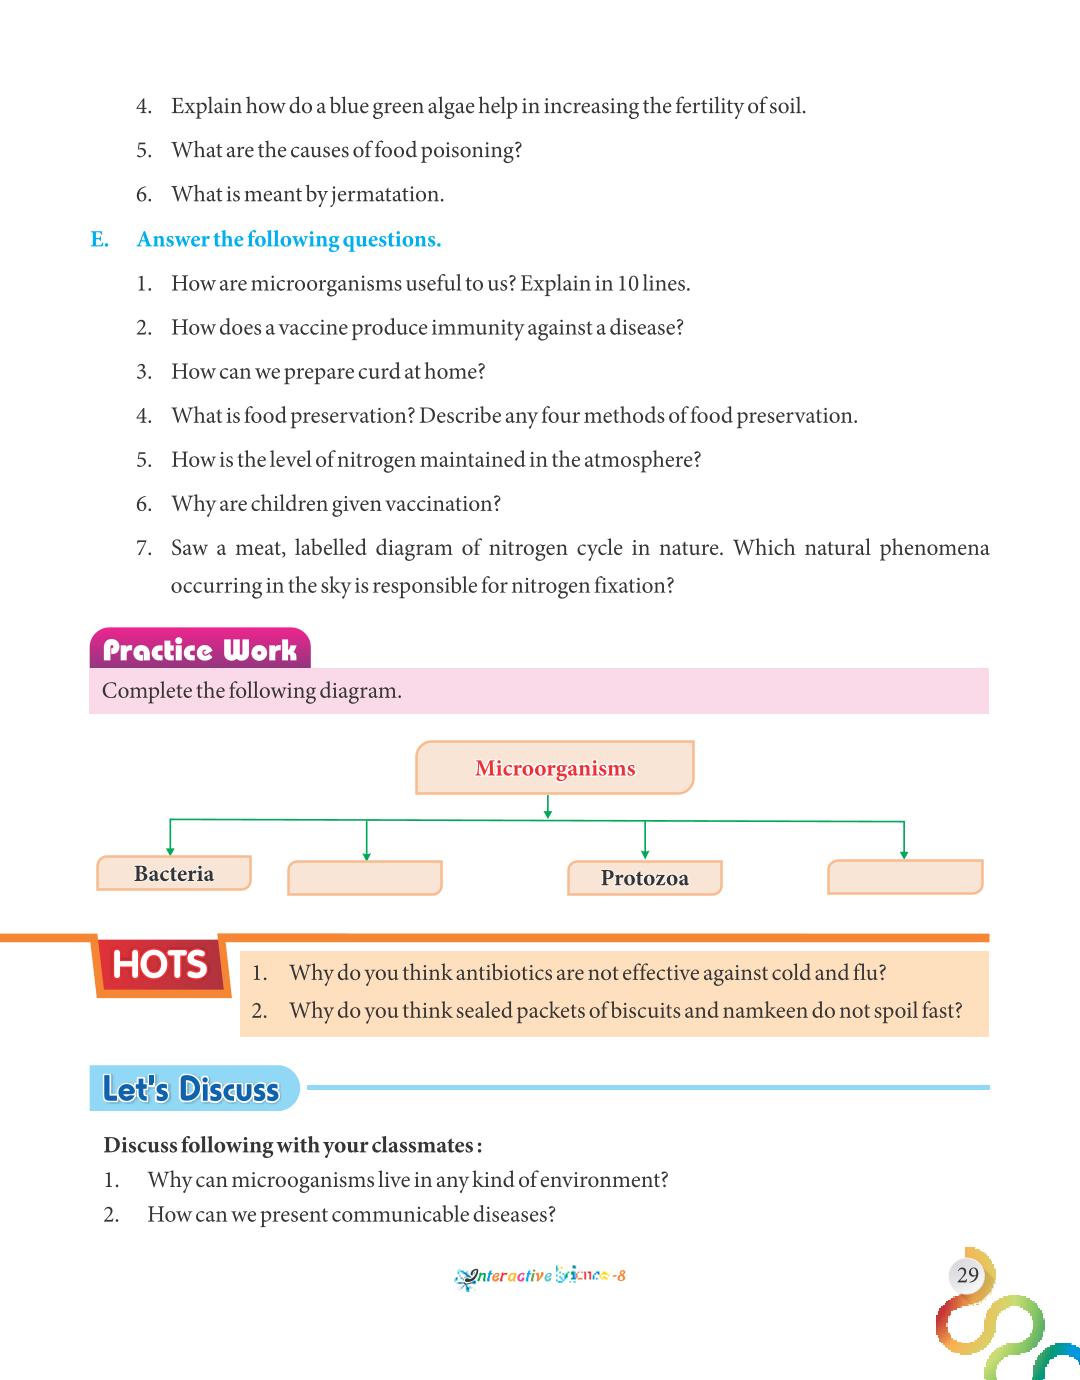 4. Explain how do a blue green algae help in increasing the fertility of soil.
5. What are the causes of food poisoning?
6. What is meant by jermatation.
E. Answer the following questions.
1. How are microorganisms useful to us? Explain in 10 lines.
2. How does a vaccine produce immunity against a disease?
3. How can we prepare curd at home?
4. What is food preservation? Describe any four methods of food preservation.
5. How is the level of nitrogen maintained in the atmosphere?
6. Why are children given vaccination?
7. Saw a meat, labelled diagram of nitrogen cycle in nature. Which natural phenomena
occurring in the sky is responsible for nitrogen fixation?
Practice Work
Complete the following diagram.
Microorganisms
Bacteria
Protozoa
HOTS
1. Why do you think antibiotics are not effective against cold and flu?
2. Why do you think sealed packets of biscuits and namkeen do not spoil fast?
Let's Discuss
Discuss following with your classmates :
1. Why can microoganisms live in any kind of environment?
2. How can we present communicable diseases?
Interactive Science-8
29